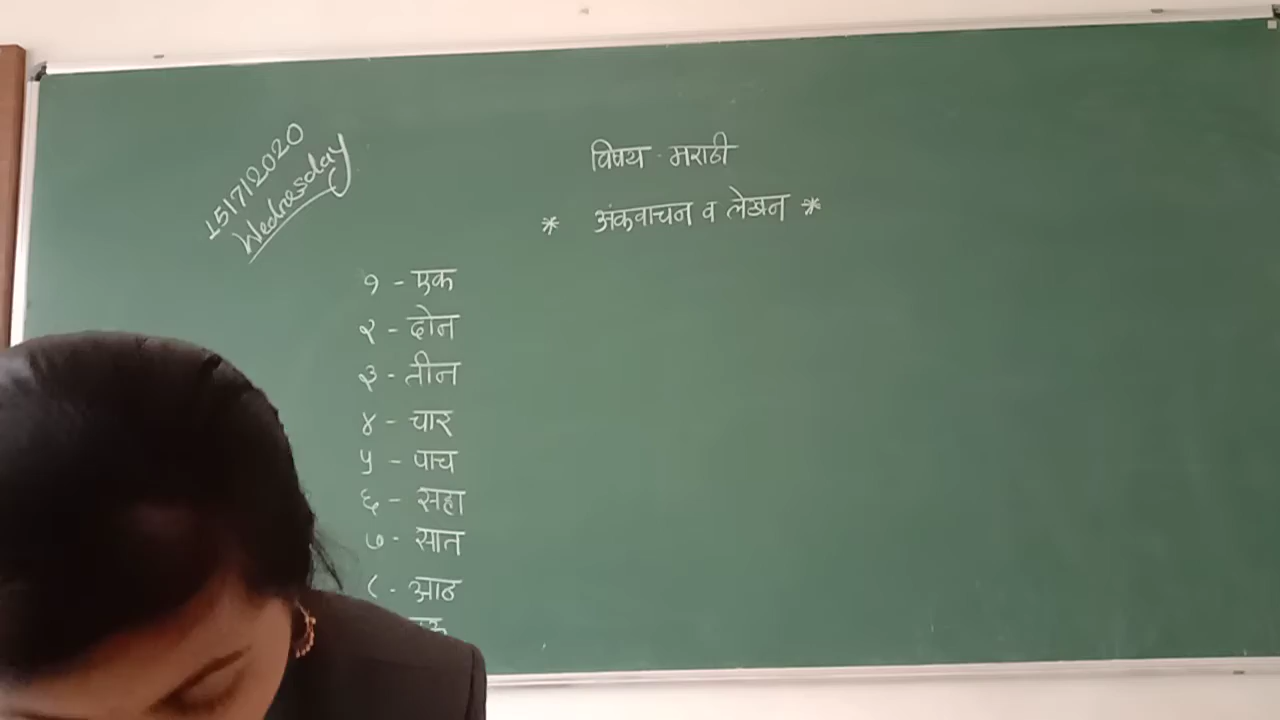 15/7/2020
Wednesday
विषय - मराठी
* अंकवाचन व लेखन *
१ - एक
२ - दोन
३ - तीन
४ - चार
५ - पाच
६ - सहा
७ - सात
८ - आठ